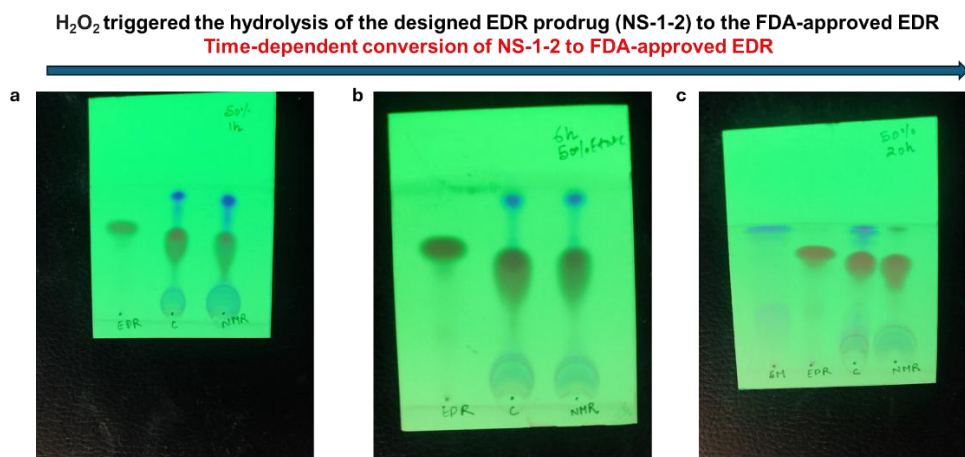 H₂O₂ triggered the hydrolysis of the designed EDR prodrug (NS-1-2) to the FDA-approved EDR
Time-dependent conversion of NS-1-2 to FDA-approved EDR
a
b
c
50%
1h
EDR
C
NMR
6h
50% EtOAc
EDR
C
NMR
50%
20h
SM
EDR
C
NMR